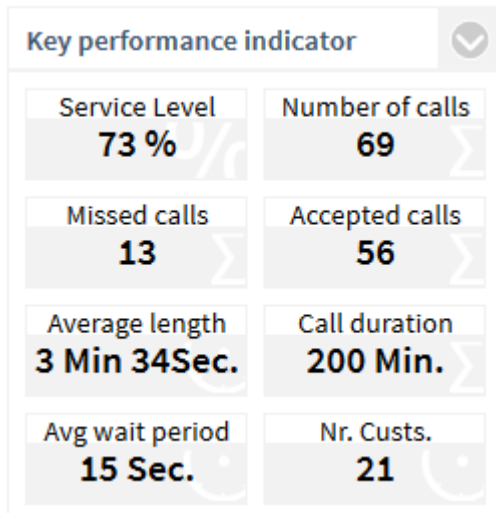 Key performance indicator
Service Level
73 %
Number of calls
69
Missed calls
13
Accepted calls
56
Average length
3 Min 34Sec.
Call duration
200 Min.
Avg wait period
15 Sec.
Nr. Custs.
21